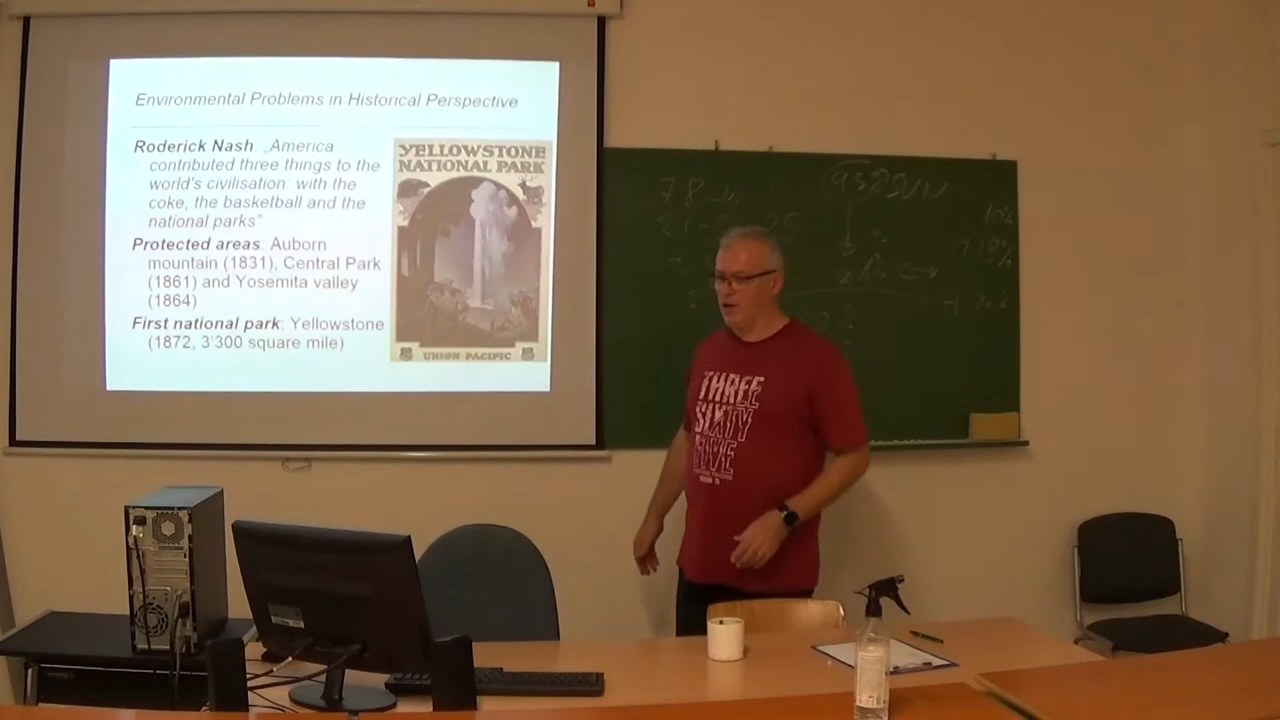 Environmental Problems in Historical Perspective
Roderick Nash: „America
contributed three things to the
world's civilisation: with the
coke, the basketball and the
national parks”
Protected areas: Auborn
mountain (1831), Central Park
(1861) and Yosemita valley
(1864)
First national park: Yellowstone
(1872, 3'300 square mile)
YELLOWSTONE
NATIONAL PARK
UNION PACIFIC
THREE
SIXTY
FIVE